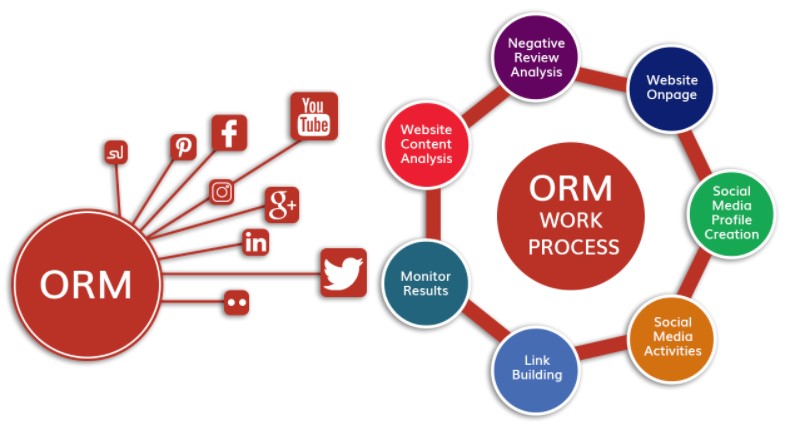 You
Tube
f
g+
in
ORM
Negative
Review
Analysis
Website
Onpage
Social
Media
Profile
Creation
Social
Media
Activities
Link
Building
Monitor
Results
Website
Content
Analysis
ORM
WORK
PROCESS